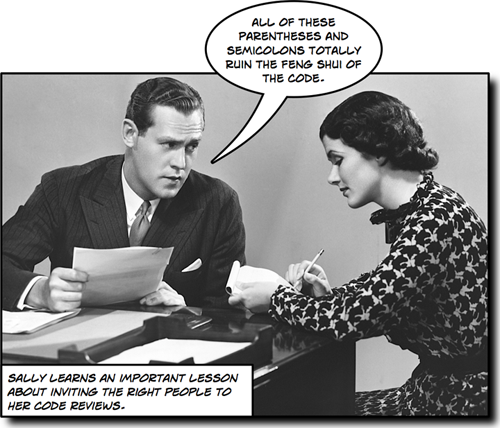 ALL OF THESE
PARENTHESES AND
SEMICOLONS TOTALLY
RUIN THE FENG SHUI OF
THE CODE.
SALLY LEARNS AN IMPORTANT LESSON
ABOUT INVITING THE RIGHT PEOPLE TO
HER CODE REVIEWS.